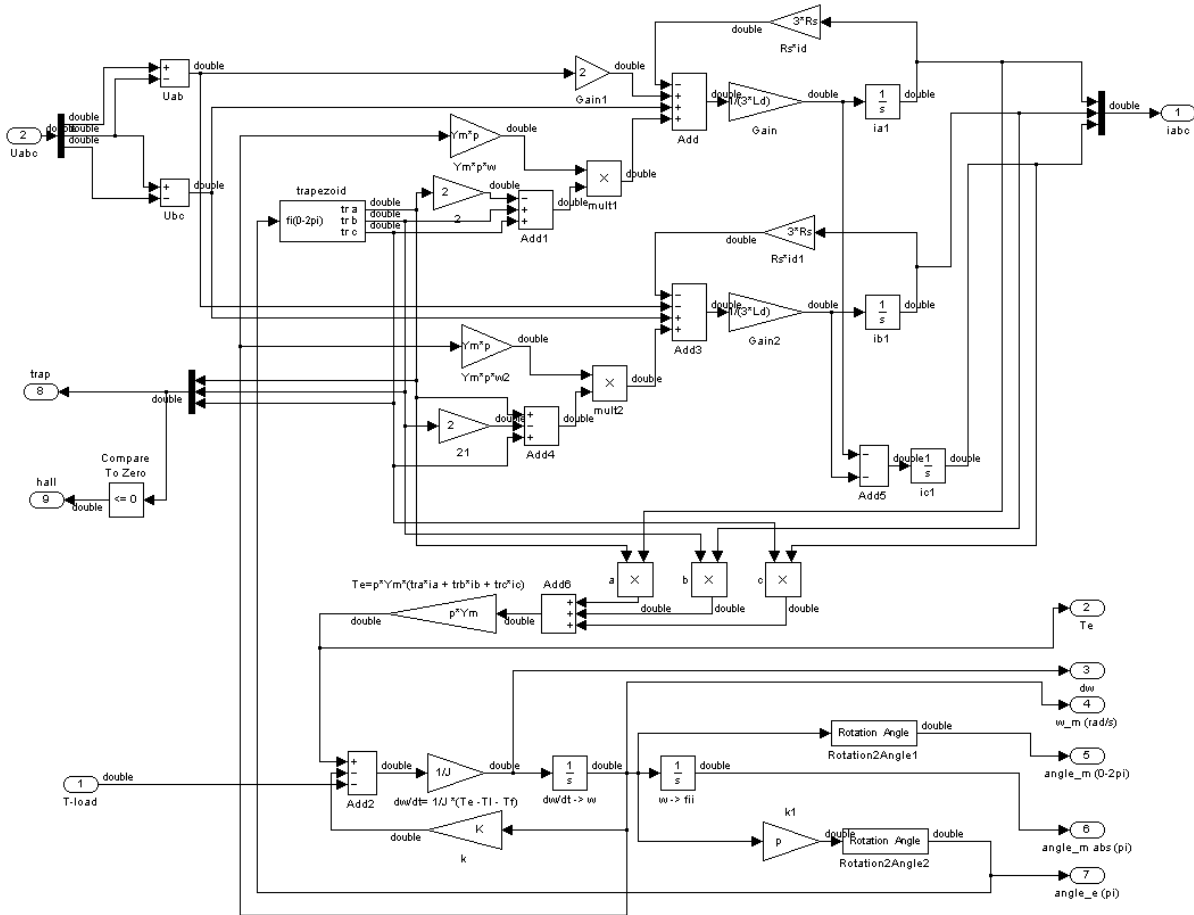 3*Rs
double
double
Rs*id
double
+
−
Uab
2
double
Gain1
−
+
+
+
Add
double
1/(3*Ld)
Gain
double
1
s
ia1
double
double
1
iabc
2
Uabc
double
double
double
double
+
−
Ubc
double
Ym*p
double
Ym*p*w
×
mult1
double
trapezoid
fi(0-2pi)
tr a
tr b
tr c
double
double
double
2
2
double
−
+
+
Add1
double
3*Rs
double
double
Rs*id1
−
−
+
+
Add3
double
1/(3*Ld)
Gain2
double
1
s
ib1
double
Ym*p
double
Ym*p*w2
×
mult2
double
trap
8
double
2
21
double
+
−
+
Add4
double
Compare
To Zero
<= 0
hall
9
double
−
−
Add5
double
1
s
ic1
double
a
×
b
×
c
×
double
double
double
Te=p*Ym*(tra*ia + trb*ib + trc*ic)
Add6
+
+
+
double
p*Ym
double
2
Te
3
dw
4
w_m (rad/s)
Rotation Angle
double
Rotation2Angle1
5
angle_m (0-2pi)
1
T-load
double
+
−
−
Add2
double
1/J
double
dw/dt= 1/J *(Te -Tl - Tf)
1
s
double
dw/dt -> w
1
s
double
w -> fii
K
double
k
k1
p
double
Rotation Angle
double
Rotation2Angle2
6
angle_m abs (pi)
7
angle_e (pi)